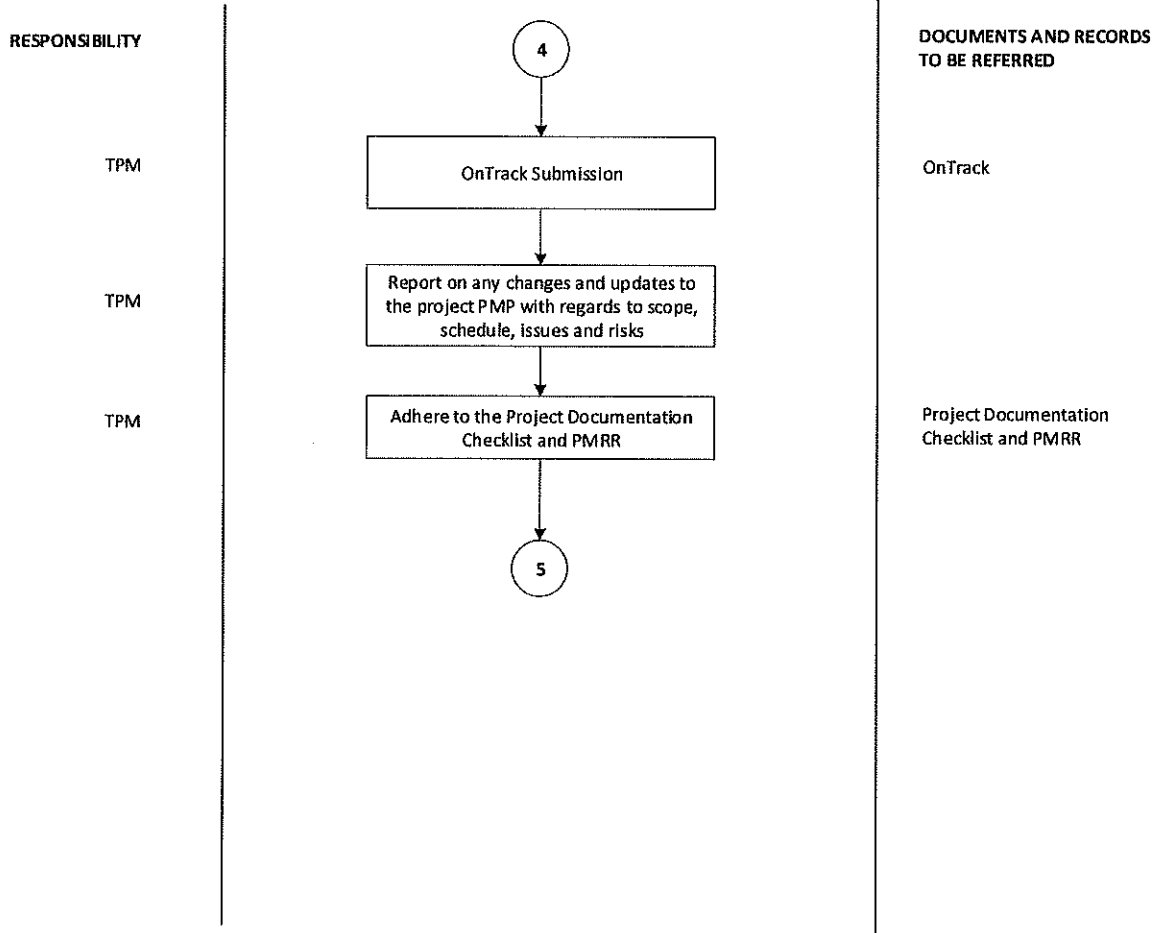 RESPONSIBILITY
4
DOCUMENTS AND RECORDS
TO BE REFERRED
TPM
OnTrack Submission
OnTrack
TPM
Report on any changes and updates to
the project PMP with regards to scope,
schedule, issues and risks
TPM
Adhere to the Project Documentation
Checklist and PMRR
Project Documentation
Checklist and PMRR
5